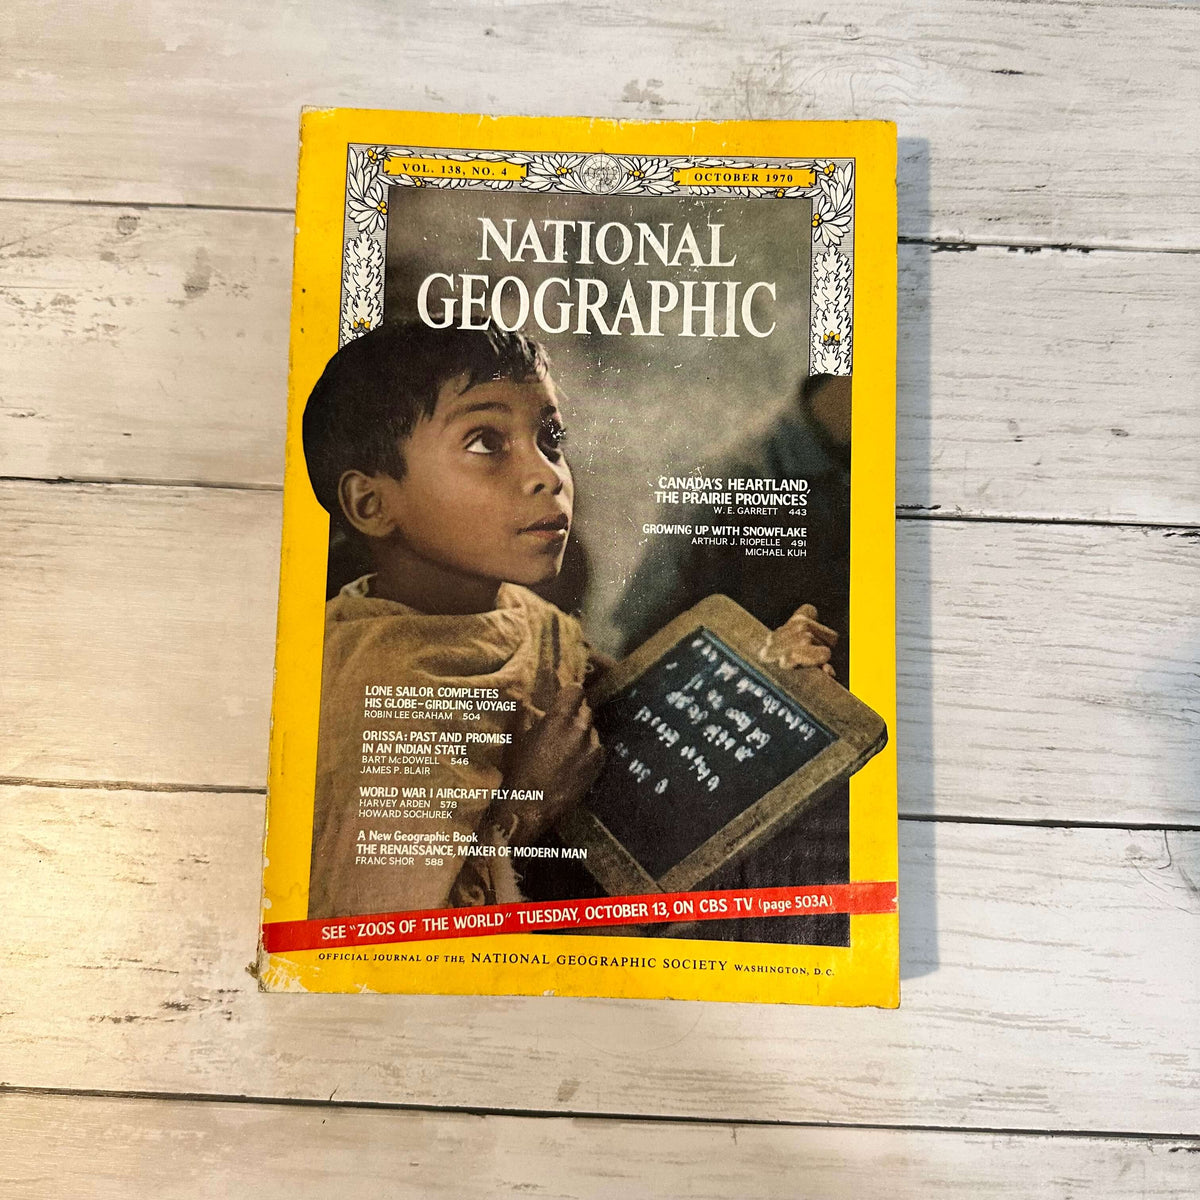 VOL. 138, NO. 4
OCTOBER 1970
NATIONAL
GEOGRAPHIC
CANADA'S HEARTLAND,
THE PRAIRIE PROVINCES
W. E. GARRETT 443
GROWING UP WITH SNOWFLAKE
ARTHUR J. RIOPELLE 491
MICHAEL KUH
LONE SAILOR COMPLETES
HIS GLOBE-GIRDLING VOYAGE
ROBIN LEE GRAHAM 504
ORISSA: PAST AND PROMISE
IN AN INDIAN STATE
BART McDOWELL 546
JAMES P. BLAIR
WORLD WAR I AIRCRAFT FLY AGAIN
HARVEY ARDEN 578
HOWARD SOCHUREK
A New Geographic Book
THE RENAISSANCE, MAKER OF MODERN MAN
FRANC SHOR 588
SEE "ZOOS OF THE WORLD" TUESDAY, OCTOBER 13, ON CBS TV (page 503A)
OFFICIAL JOURNAL OF THE NATIONAL GEOGRAPHIC SOCIETY WASHINGTON, D.C.